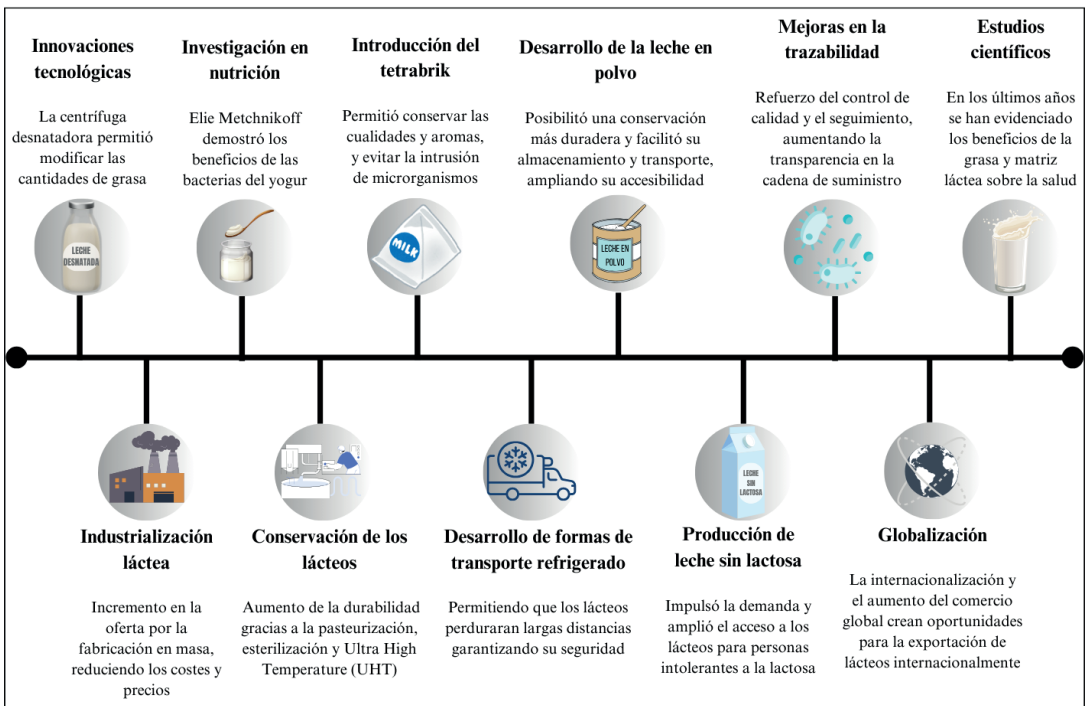 Innovaciones
tecnológicas
La centrífuga
desnatadora permitió
modificar las
cantidades de grasa
LECHE
DESNATADA
Investigación en
nutrición
Elie Metchnikoff
demostró los
beneficios de las
bacterias del yogur
Introducción del
tetrabrik
Permitió conservar las
cualidades y aromas,
y evitar la intrusión
de microrganismos
MILK
Desarrollo de la leche en
polvo
Posibilitó una conservación
más duradera y facilitó su
almacenamiento y transporte,
ampliando su accesibilidad
LECHE EN
POLVO
Mejoras en la
trazabilidad
Refuerzo del control de
calidad y el seguimiento,
aumentando la
transparencia en la
cadena de suministro
Estudios
científicos
En los últimos años
se han evidenciado
los beneficios de la
grasa y matriz
láctea sobre la salud
Industrialización
láctea
Incremento en la
oferta por la
fabricación en masa,
reduciendo los costes y
precios
Conservación de los
lácteos
Aumento de la durabilidad
gracias a la pasteurización,
esterilización y Ultra High
Temperature (UHT)
Desarrollo de formas de
transporte refrigerado
Permitiendo que los lácteos
perduraran largas distancias
garantizando su seguridad
LECHE
SIN
LACTOSA
Producción de
leche sin lactosa
Impulsó la demanda y
amplió el acceso a los
lácteos para personas
intolerantes a la lactosa
Globalización
La internacionalización y
el aumento del comercio
global crean oportunidades
para la exportación de
lácteos internacionalmente